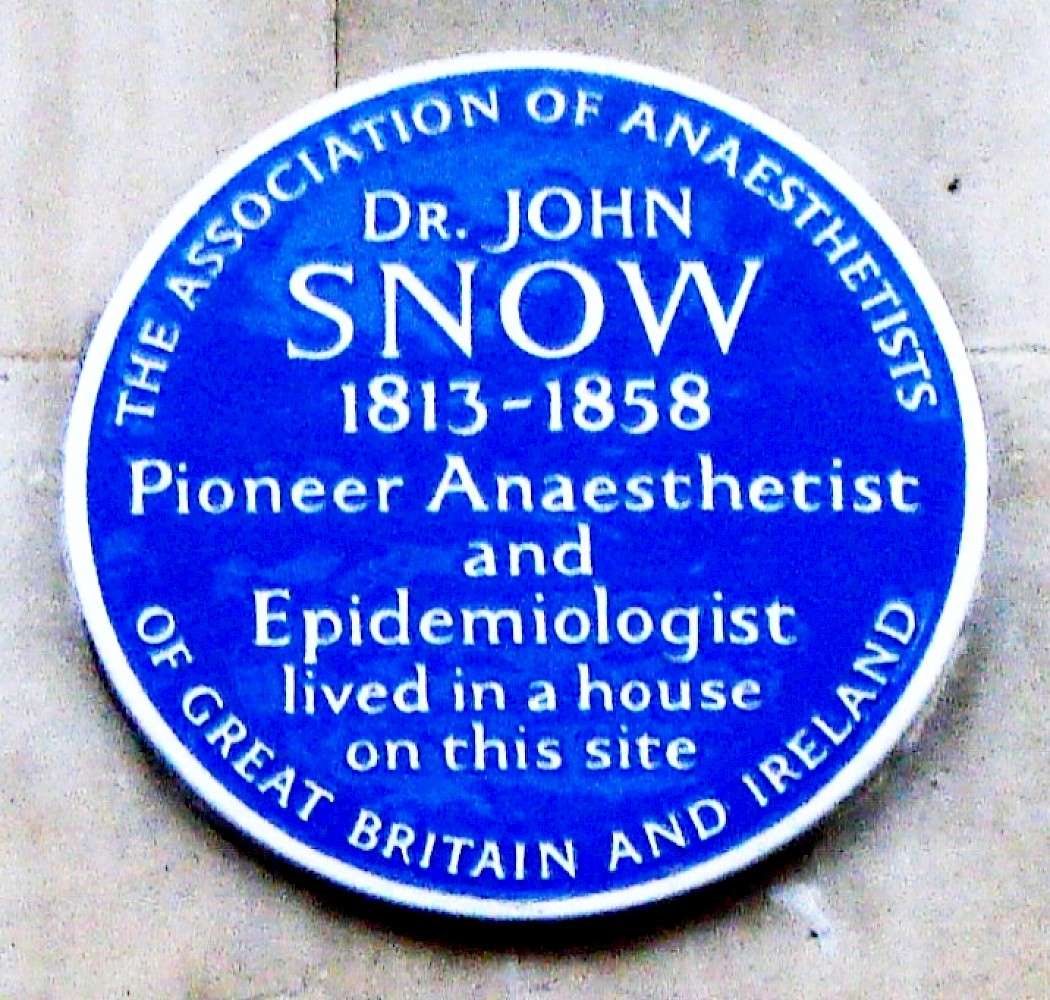 THE ASSOCIATION OF ANAESTHETISTS
DR. JOHN
SNOW
1813-1858
Pioneer Anaesthetist
and
Epidemiologist
lived in a house
on this site
OF GREAT BRITAIN AND IRELAND